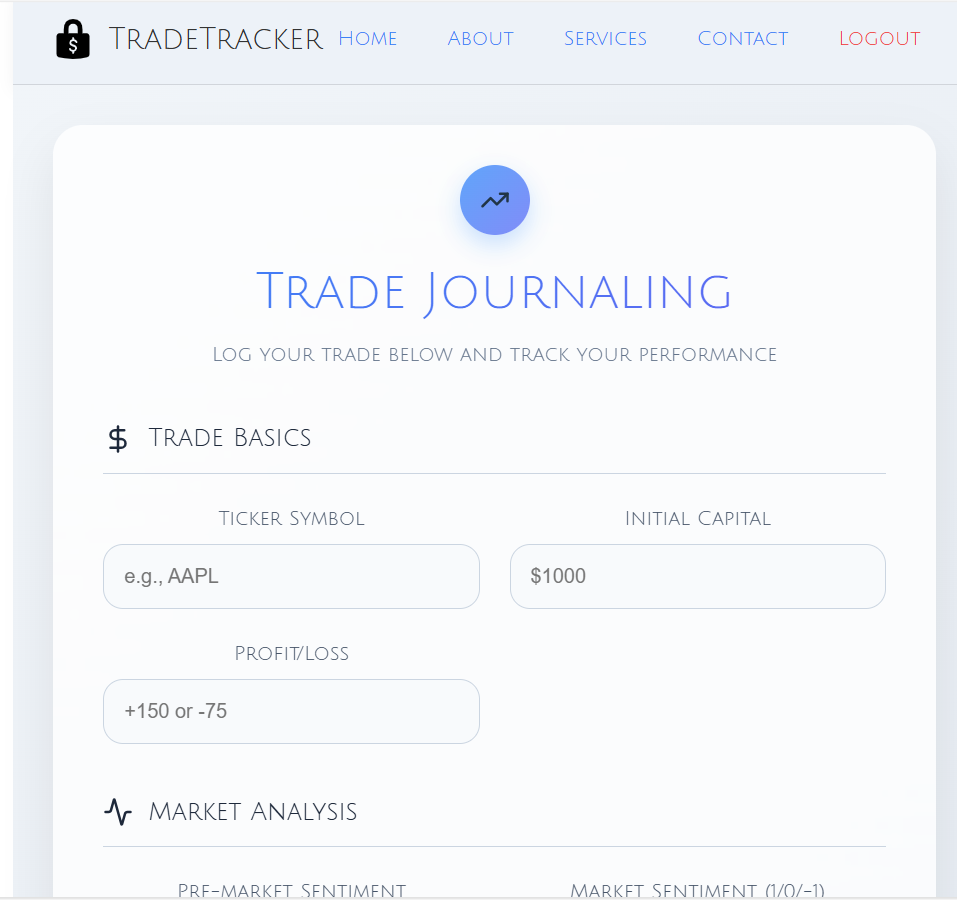 TradeTracker Home About Services Contact Logout
Trade Journaling
Log your trade below and track your performance
Trade Basics
Ticker Symbol Initial Capital
e.g., AAPL $1000
Profit/Loss
+150 or -75
Market Analysis
Pre-market Sentiment Market Sentiment (1/0/-1)